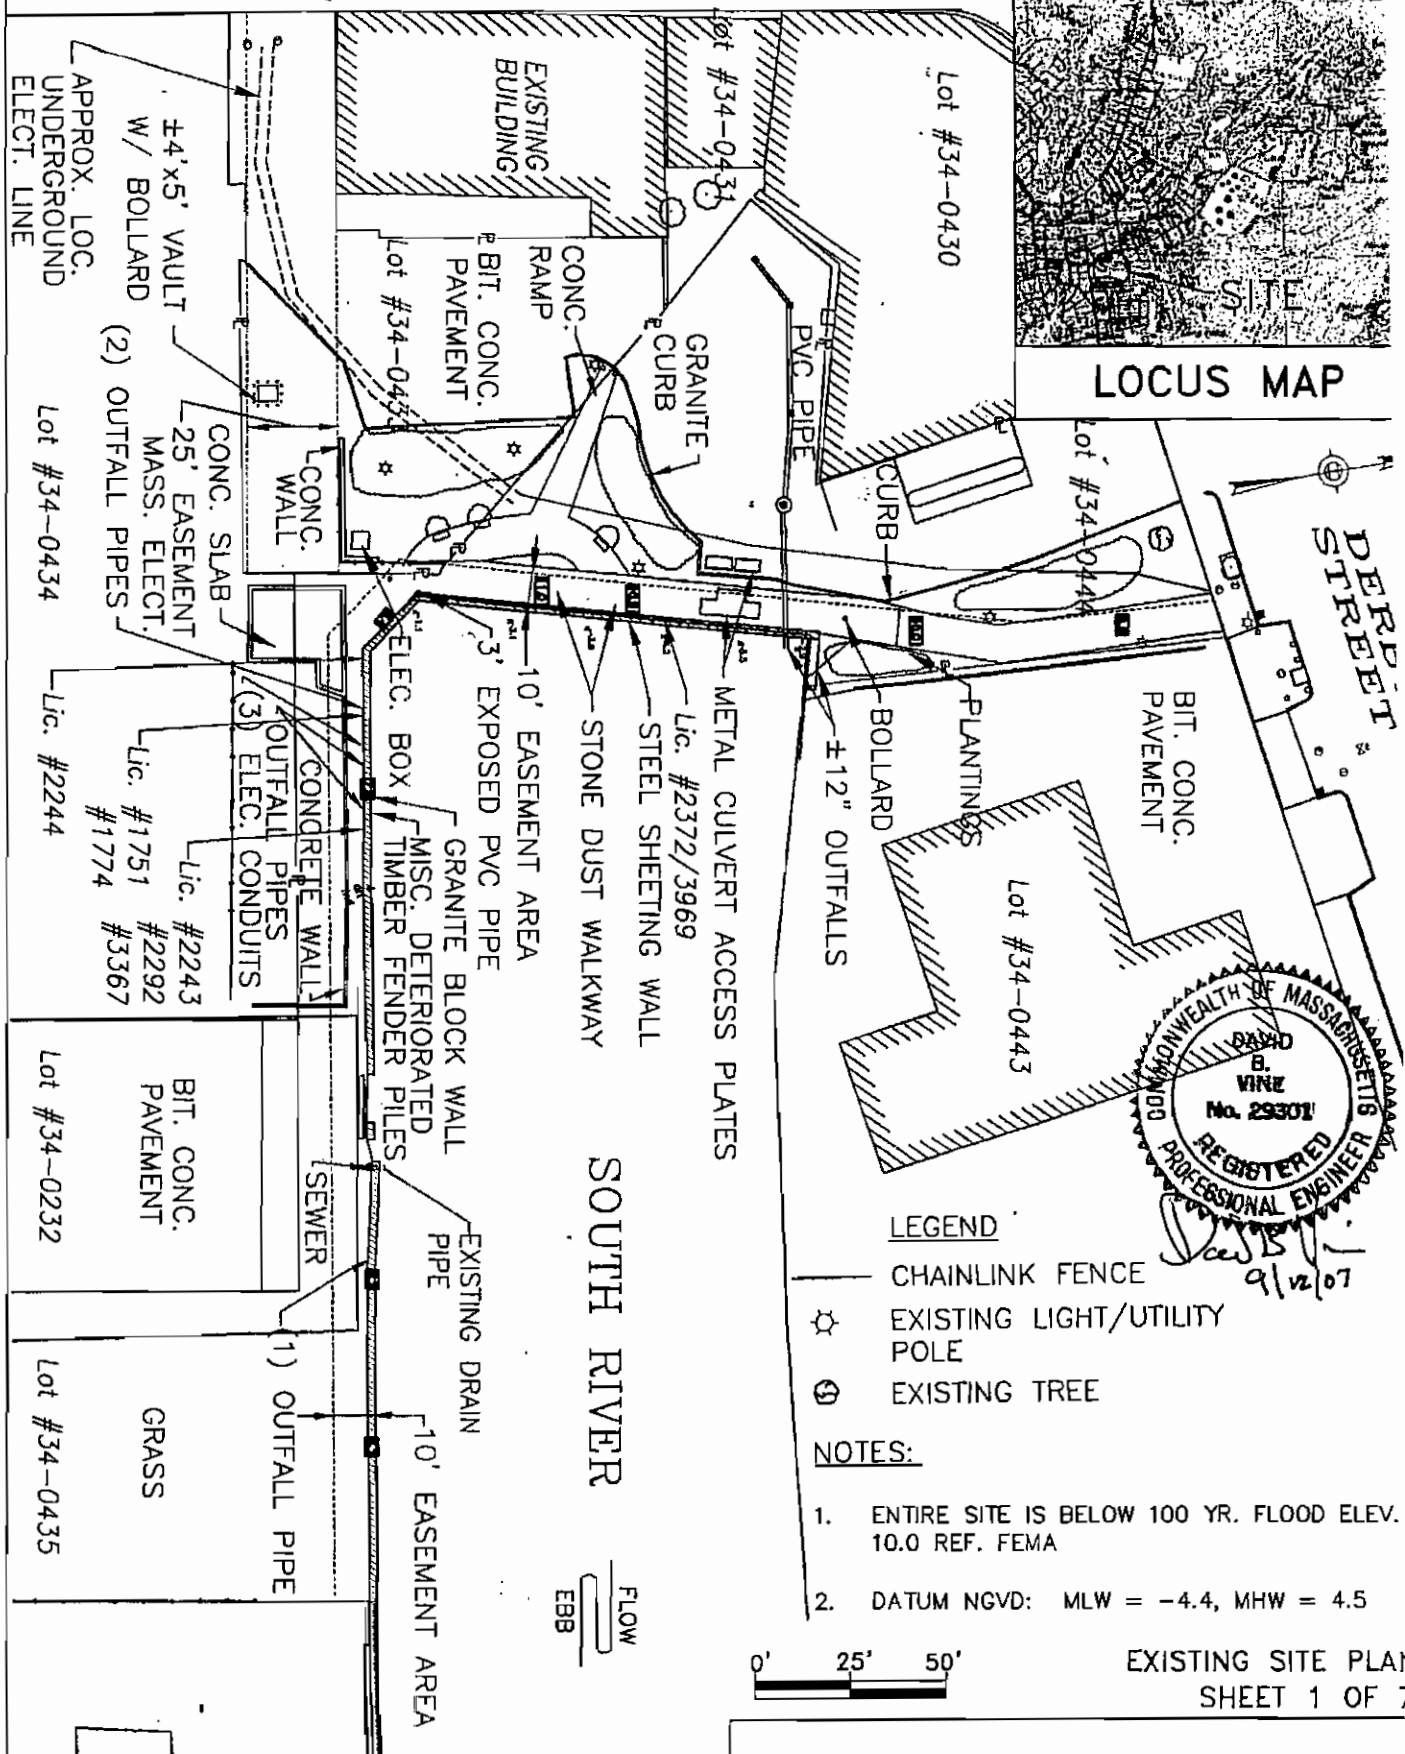 Lot #34-0431
EXISTING
BUILDING
Lot #34-0430
SITE
LOCUS MAP
APPROX. LOC.
UNDERGROUND
ELECT. LINE
±4'x5' VAULT
W/ BOLLARD
(2) OUTFALL PIPES
25' EASEMENT
MASS. ELECT.
CONC. SLAB
CONC.
WALL
Lot #34-0434
BIT. CONC.
PAVEMENT
CONC.
RAMP
GRANITE
CURB
PVC PIPE
CURB
STREET
BIT. CONC.
PAVEMENT
PLANTINGS
BOLLARD
±12" OUTFALLS
METAL CULVERT ACCESS PLATES
Lic. #2372/3969
STEEL SHEETING WALL
STONE DUST WALKWAY
10' EASEMENT AREA
3' EXPOSED PVC PIPE
GRANITE BLOCK WALL
MISC. DETERIORATED
TIMBER FENDER PILES
ELEC. BOX
CONCRETE WALL
OUTFALL PIPES
(3) ELEC. CONDUITS
Lic. #2243
Lic. #1751 #2292
#1774 #3367
Lic. #2244
Lot #34-0443
COMMONWEALTH OF MASSACHUSETTS
DAVID
B.
VINE
No. 29301
REGISTERED
PROFESSIONAL ENGINEER
9/12/07
BIT. CONC.
PAVEMENT
Lot #34-0232
SEWER
EXISTING DRAIN
PIPE
SOUTH RIVER
(1) OUTFALL PIPE
10' EASEMENT AREA
GRASS
Lot #34-0435
FLOW
EBB
LEGEND
CHAINLINK FENCE
EXISTING LIGHT/UTILITY
POLE
EXISTING TREE
NOTES:
1. ENTIRE SITE IS BELOW 100 YR. FLOOD ELEV.
10.0 REF. FEMA
2. DATUM NGVD: MLW = -4.4, MHW = 4.5
0' 25' 50'
EXISTING SITE PLAN
SHEET 1 OF 7